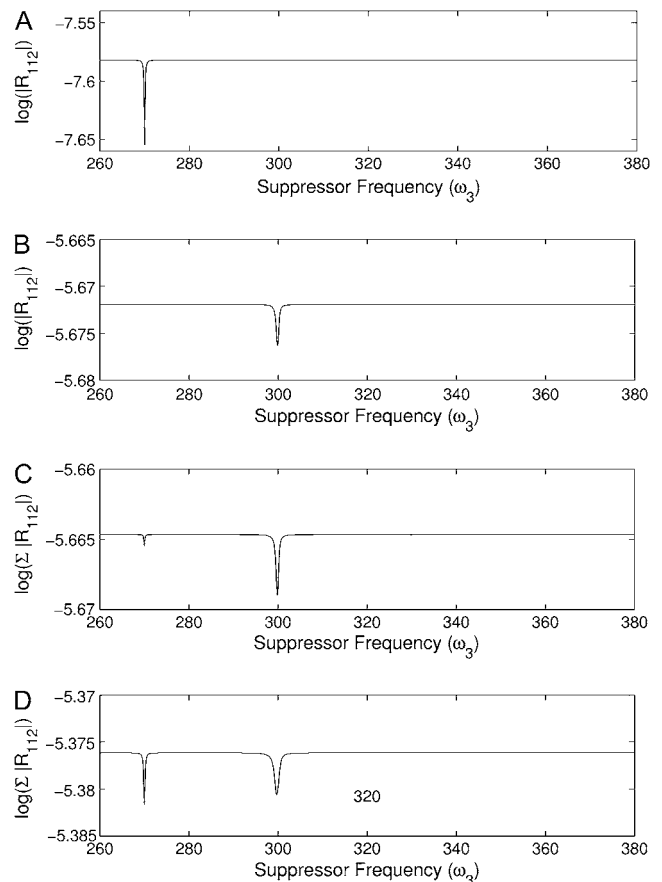 A
−7.55
−7.6
−7.65
log(|R112|)
260 280 300 320 340 360 380
Suppressor Frequency (ω3)
B
−5.665
−5.67
−5.675
−5.68
log(|R112|)
260 280 300 320 340 360 380
Suppressor Frequency (ω3)
C
−5.66
−5.665
−5.67
log(Σ |R112|)
260 280 300 320 340 360 380
Suppressor Frequency (ω3)
D
−5.37
−5.375
−5.38
−5.385
log(Σ |R112|)
320
260 280 300 320 340 360 380
Suppressor Frequency (ω3)